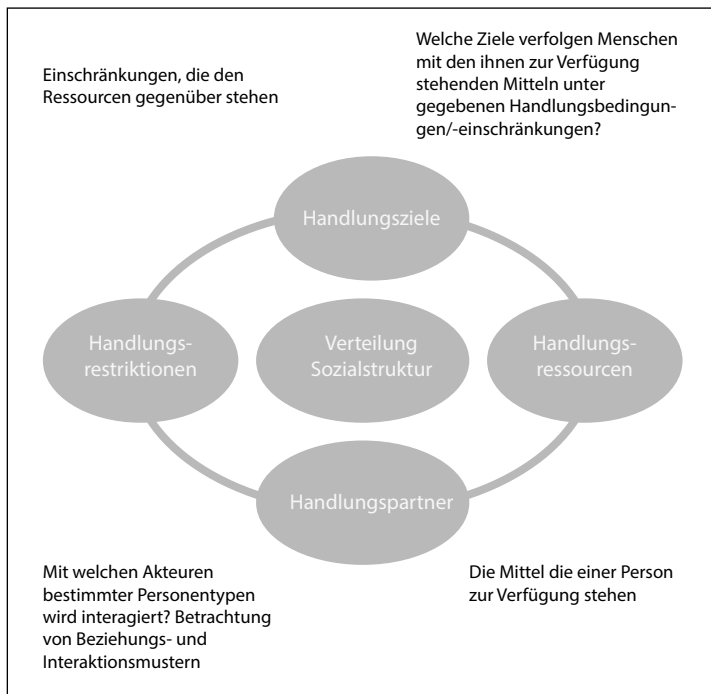 Einschränkungen, die den
Ressourcen gegenüber stehen
Welche Ziele verfolgen Menschen
mit den ihnen zur Verfügung
stehenden Mitteln unter
gegebenen Handlungsbedingun-
gen/-einschränkungen?
Handlungsziele
Handlungs-
restriktionen
Verteilung
Sozialstruktur
Handlungs-
ressourcen
Handlungspartner
Mit welchen Akteuren
bestimmter Personentypen
wird interagiert? Betrachtung
von Beziehungs- und
Interaktionsmustern
Die Mittel die einer Person
zur Verfügung stehen